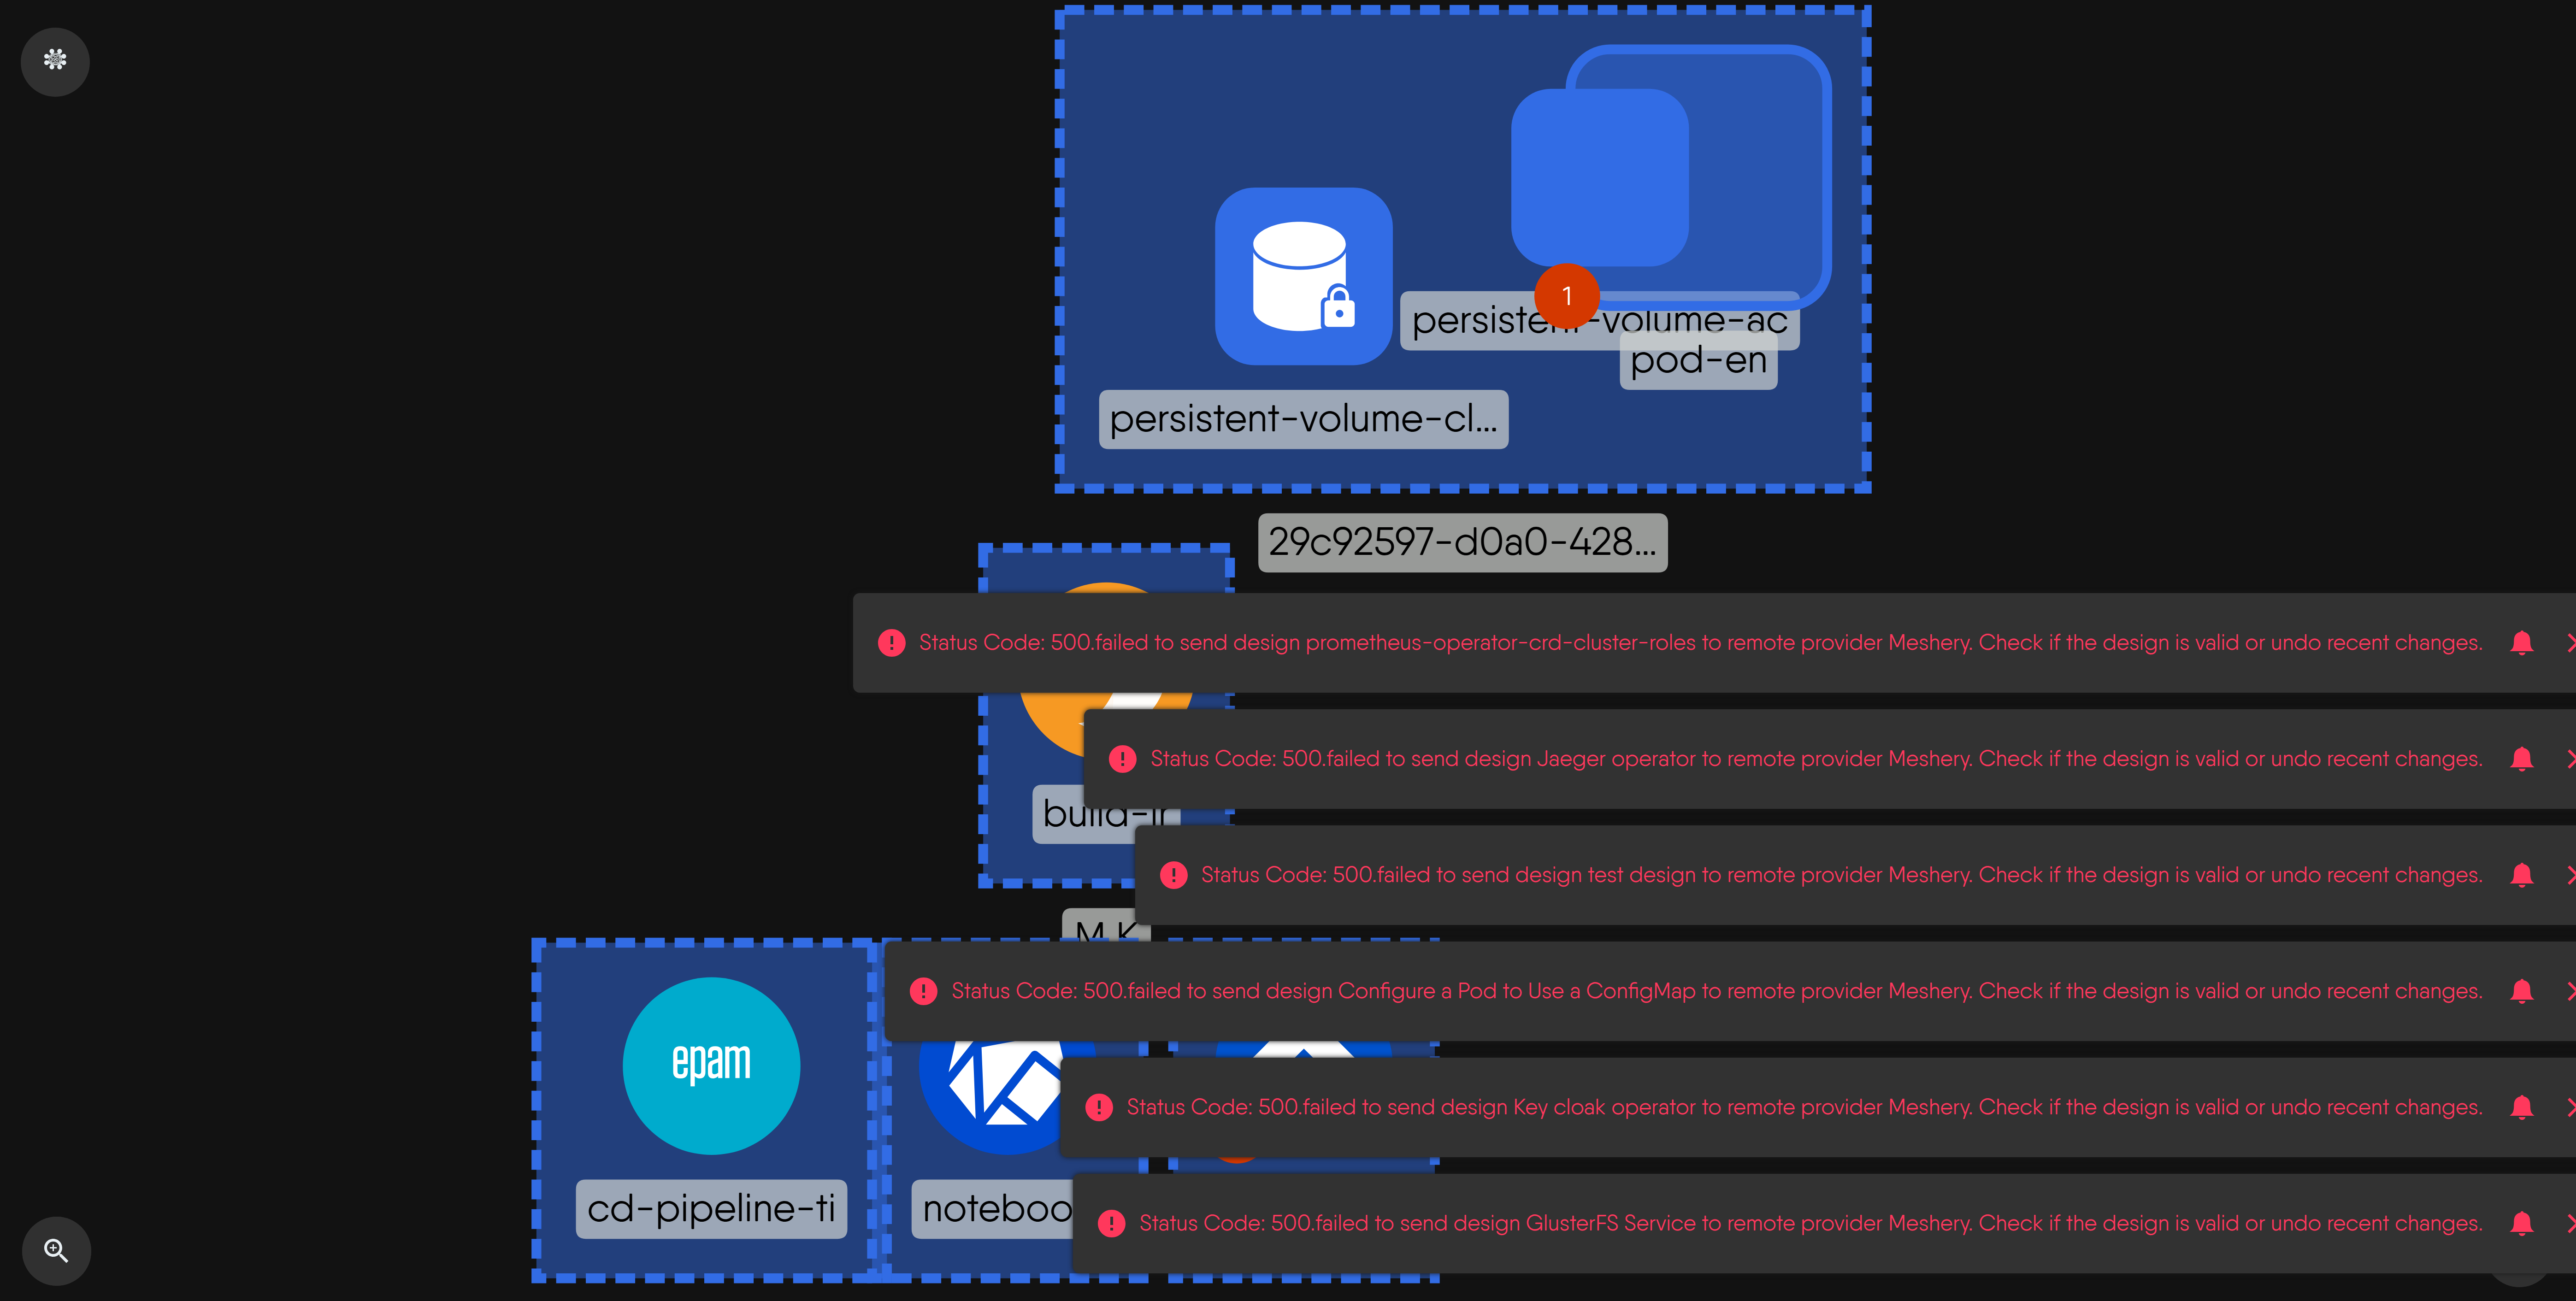 1
persistent-volume-ac
pod-en
persistent-volume-cl...
29c92597-d0a0-428...
Status Code: 500.failed to send design prometheus-operator-crd-cluster-roles to remote provider Meshery. Check if the design is valid or undo recent changes.
Status Code: 500.failed to send design Jaeger operator to remote provider Meshery. Check if the design is valid or undo recent changes.
build-
Status Code: 500.failed to send design test design to remote provider Meshery. Check if the design is valid or undo recent changes.
M K
Status Code: 500.failed to send design Configure a Pod to Use a ConfigMap to remote provider Meshery. Check if the design is valid or undo recent changes.
epam
Status Code: 500.failed to send design Key cloak operator to remote provider Meshery. Check if the design is valid or undo recent changes.
cd-pipeline-ti
noteboo
Status Code: 500.failed to send design GlusterFS Service to remote provider Meshery. Check if the design is valid or undo recent changes.